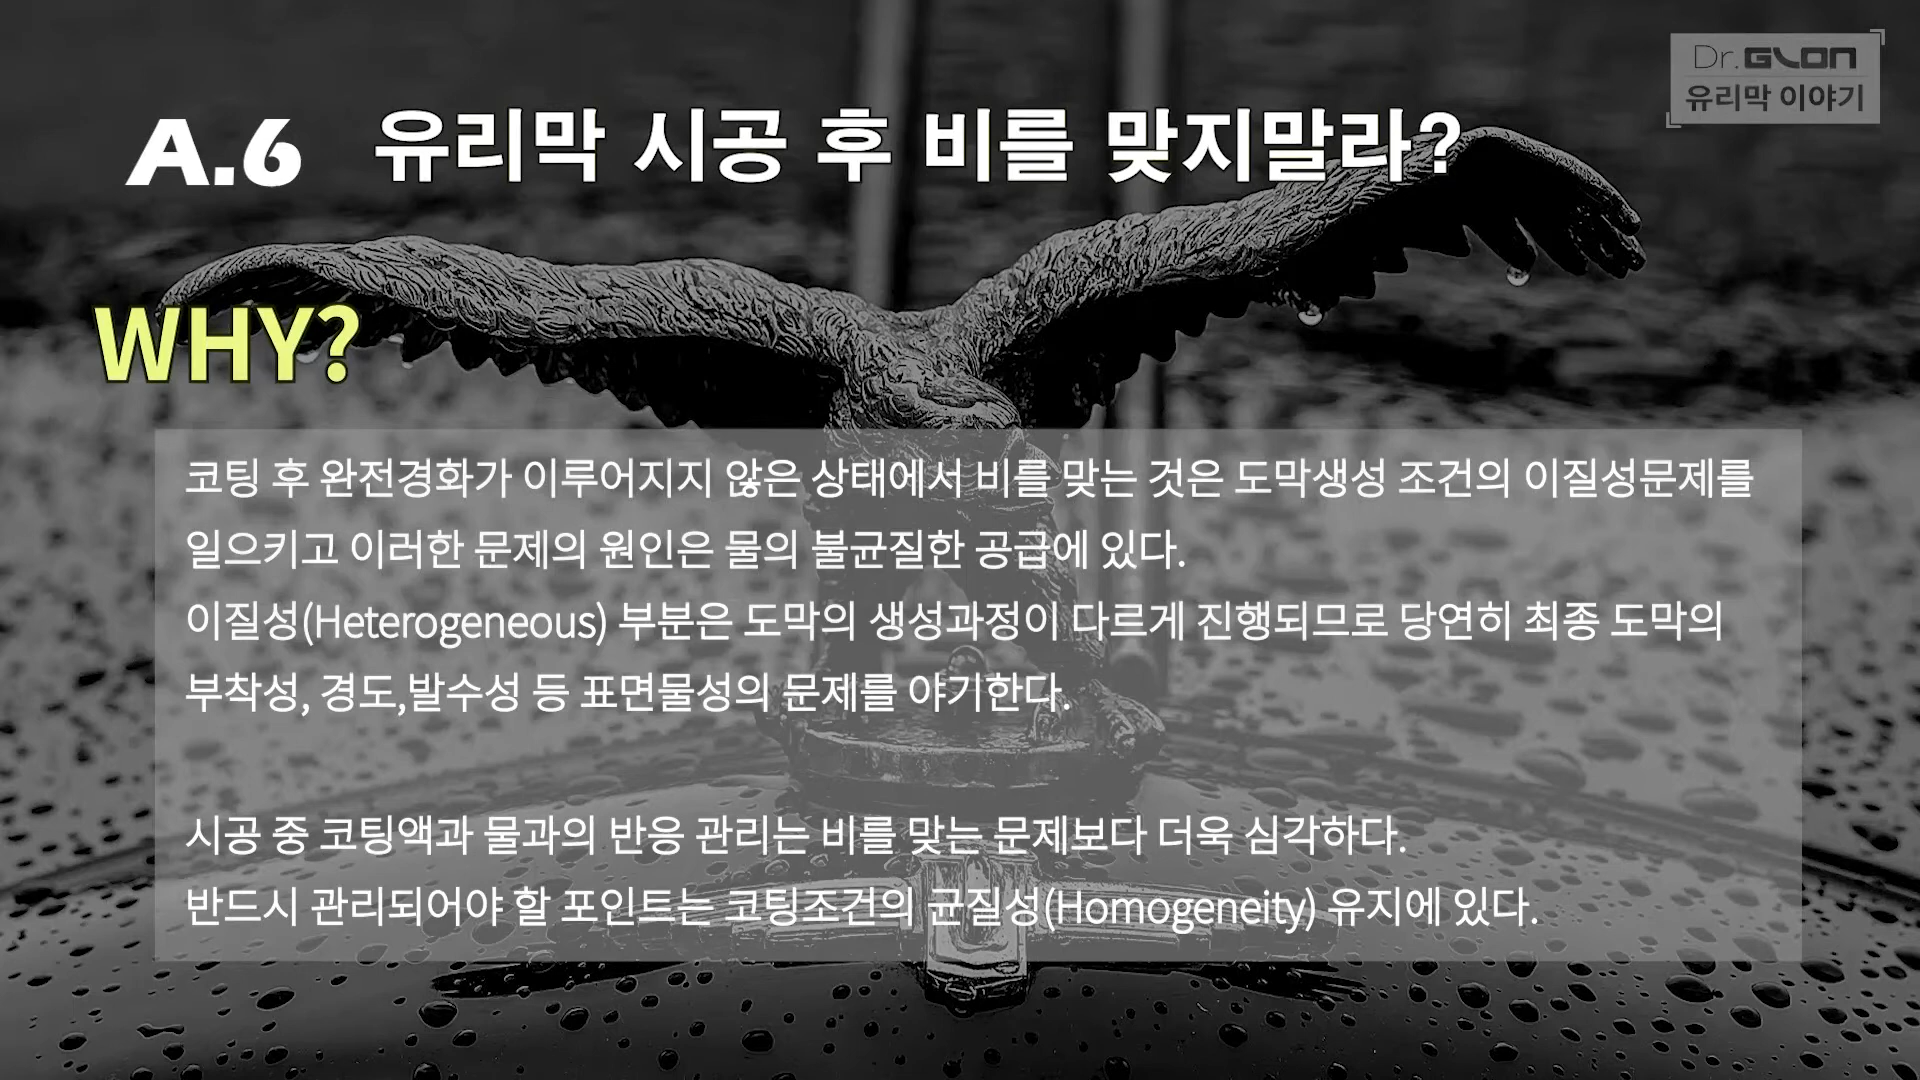 Dr.GLON
유리막 이야기
A.6 유리막 시공 후 비를 맞지말라?
WHY?
코팅 후 완전경화가 이루어지지 않은 상태에서 비를 맞는 것은 도막생성 조건의 이질성문제를
일으키고 이러한 문제의 원인은 물의 불균질한 공급에 있다.
이질성(Heterogeneous) 부분은 도막의 생성과정이 다르게 진행되므로 당연히 최종 도막의
부착성, 경도,발수성 등 표면물성의 문제를 야기한다.
시공 중 코팅액과 물과의 반응 관리는 비를 맞는 문제보다 더욱 심각하다.
반드시 관리되어야 할 포인트는 코팅조건의 균질성(Homogeneity) 유지에 있다.